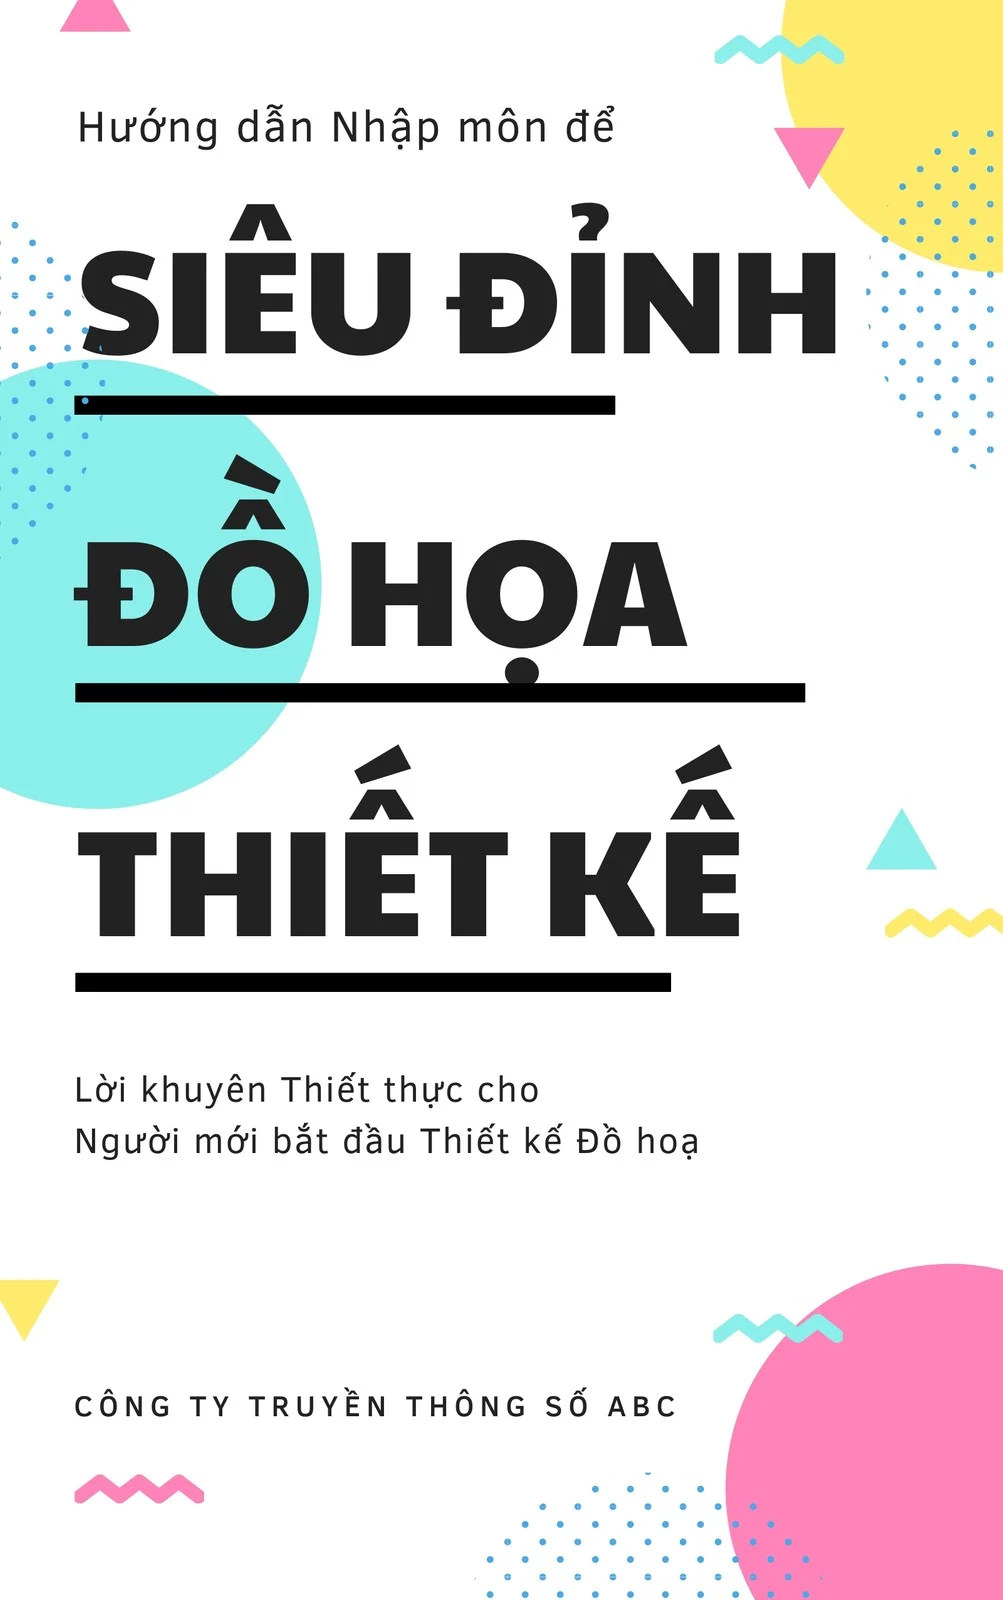 Hướng dẫn Nhập môn để
SIÊU ĐỈNH
ĐỒ HỌA
THIẾT KẾ
Lời khuyên Thiết thực cho
Người mới bắt đầu Thiết kế Đồ hoạ
CÔNG TY TRUYỀN THÔNG SỐ ABC